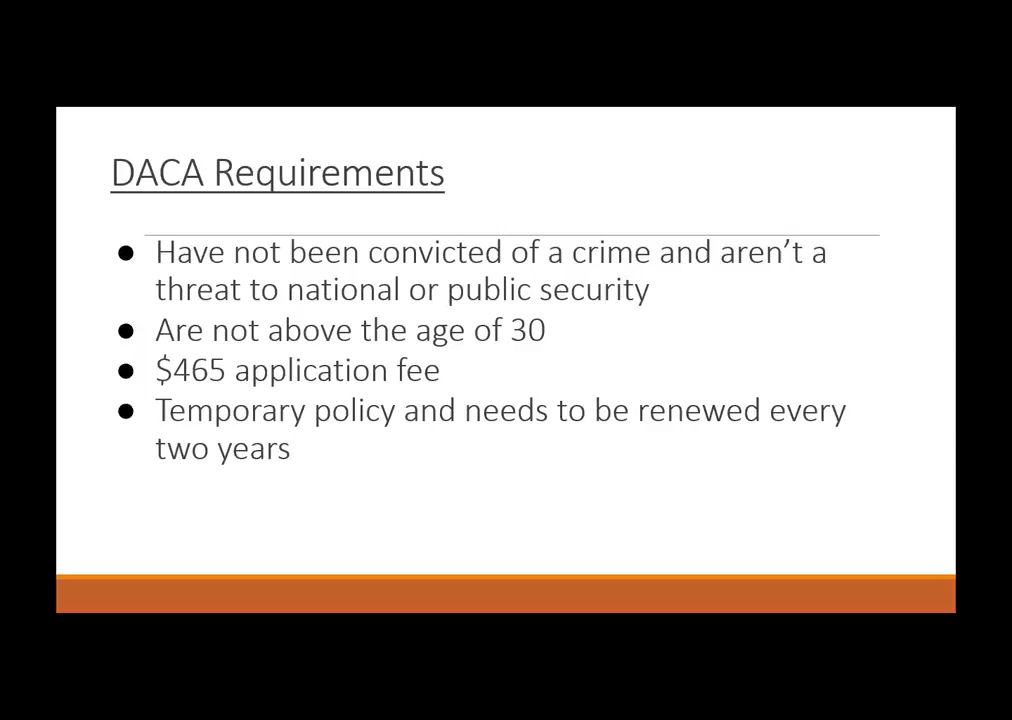 DACA Requirements
● Have not been convicted of a crime and aren’t a
threat to national or public security
● Are not above the age of 30
● $465 application fee
● Temporary policy and needs to be renewed every
two years